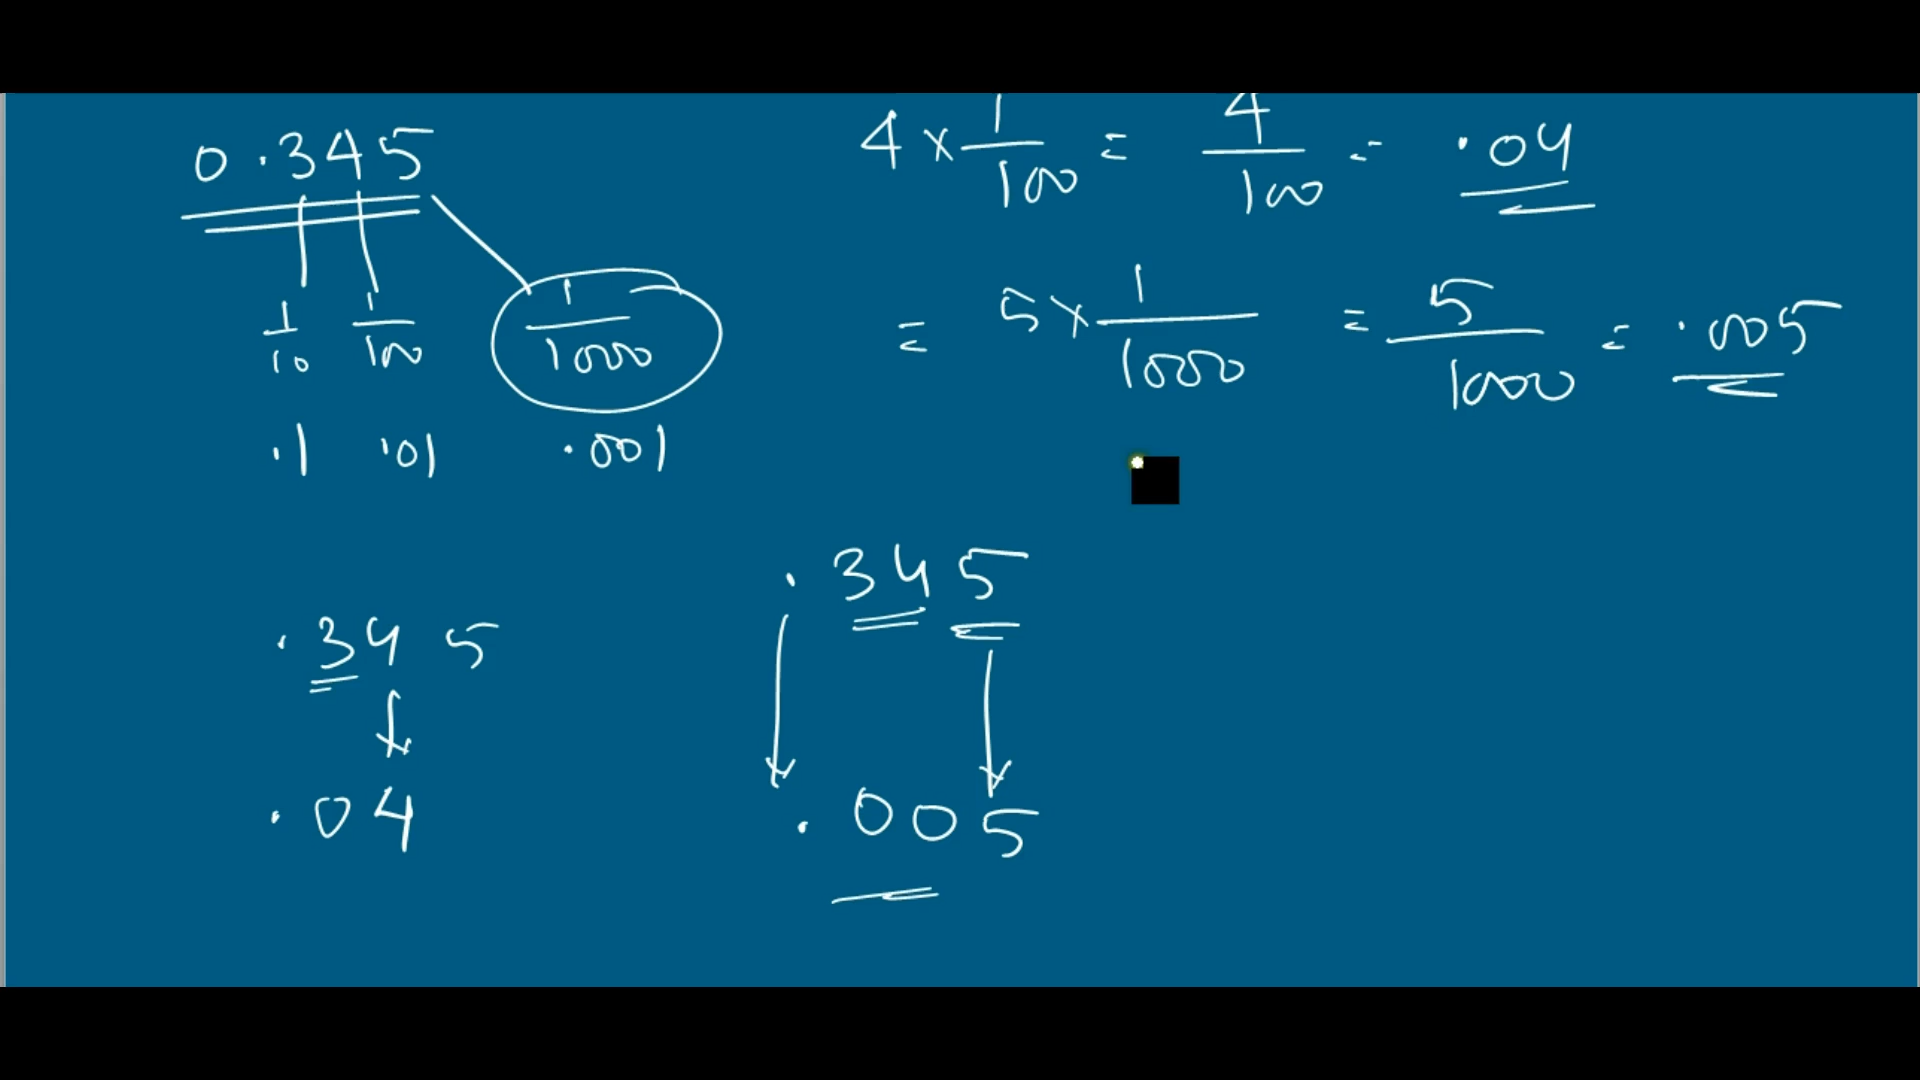 0.345
1/10 1/100 1/1000
.1 .01 .001
4 × 1/100 = 4/100 = .04
= 5 × 1/1000 = 5/1000 = .005
.345
.04
.345
.005